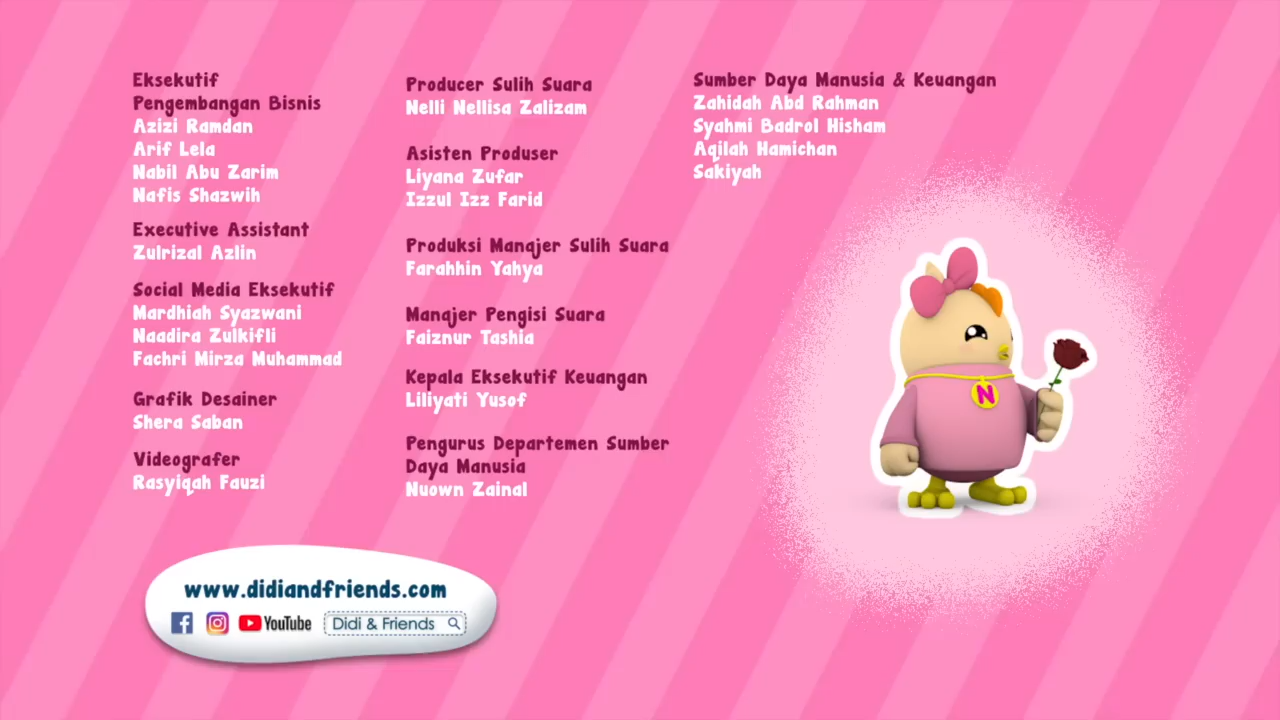 Eksekutif
Pengembangan Bisnis
Azizi Ramdan
Arif Lela
Nabil Abu Zarim
Nafis Shazwih
Executive Assistant
Zulrizal Azlin
Social Media Eksekutif
Mardhiah Syazwani
Naadira Zulkifli
Fachri Mirza Muhammad
Grafik Desainer
Shera Saban
Videografer
Rasyiqah Fauzi
Producer Sulih Suara
Nelli Nellisa Zalizam
Asisten Produser
Liyana Zufar
Izzul Izz Farid
Produksi Manajer Sulih Suara
Farahhin Yahya
Manajer Pengisi Suara
Faiznur Tashia
Kepala Eksekutif Keuangan
Liliyati Yusof
Pengurus Departemen Sumber
Daya Manusia
Nuown Zainal
Sumber Daya Manusia & Keuangan
Zahidah Abd Rahman
Syahmi Badrol Hisham
Aqilah Hamichan
Sakiyah
N
www.didiandfriends.com
YouTube Didi & Friends